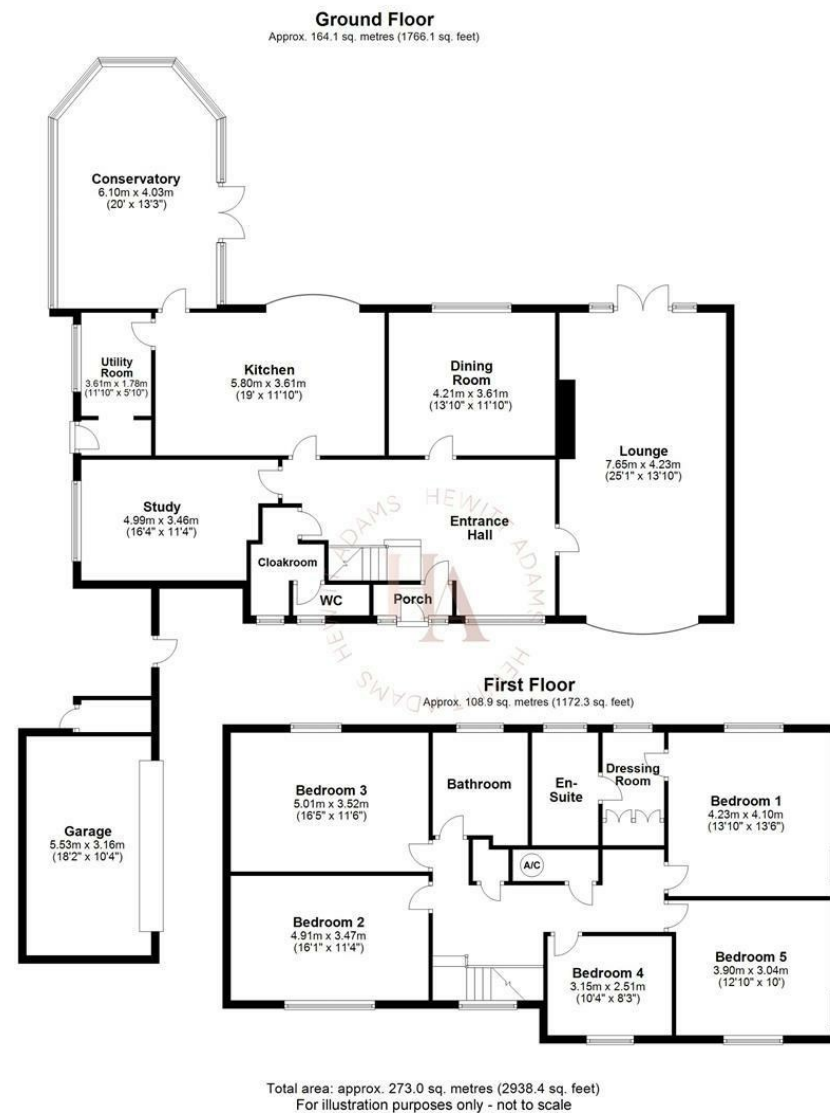 Ground Floor
Approx. 164.1 sq. metres (1766.1 sq. feet)
Conservatory
6.10m x 4.03m
(20' x 13'3")
Utility
Room
3.61m x 1.78m
(11'10" x 5'10")
Kitchen
5.80m x 3.61m
(19' x 11'10")
Dining
Room
4.21m x 3.61m
(13'10" x 11'10")
Lounge
7.65m x 4.23m
(25'1" x 13'10")
Study
4.99m x 3.46m
(16'4" x 11'4")
Entrance
Hall
Cloakroom
WC
Porch
HEWITT ADAMS
HEWITT ADAMS
HA
First Floor
Approx. 108.9 sq. metres (1172.3 sq. feet)
Garage
5.53m x 3.16m
(18'2" x 10'4")
Bedroom 3
5.01m x 3.52m
(16'5" x 11'6")
Bathroom
En-
Suite
Dressing
Room
Bedroom 1
4.23m x 4.10m
(13'10" x 13'6")
A/C
Bedroom 2
4.91m x 3.47m
(16'1" x 11'4")
Bedroom 4
3.15m x 2.51m
(10'4" x 8'3")
Bedroom 5
3.90m x 3.04m
(12'10" x 10')
Total area: approx. 273.0 sq. metres (2938.4 sq. feet)
For illustration purposes only - not to scale